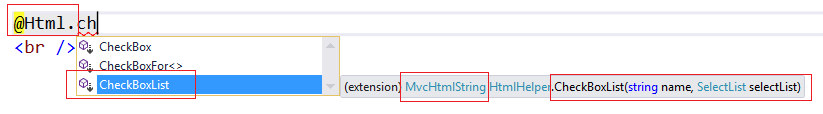 @Html.ch
<br />
CheckBox
CheckBoxFor<>
CheckBoxList
(extension) MvcHtmlString HtmlHelper.CheckBoxList(string name, SelectList selectList)